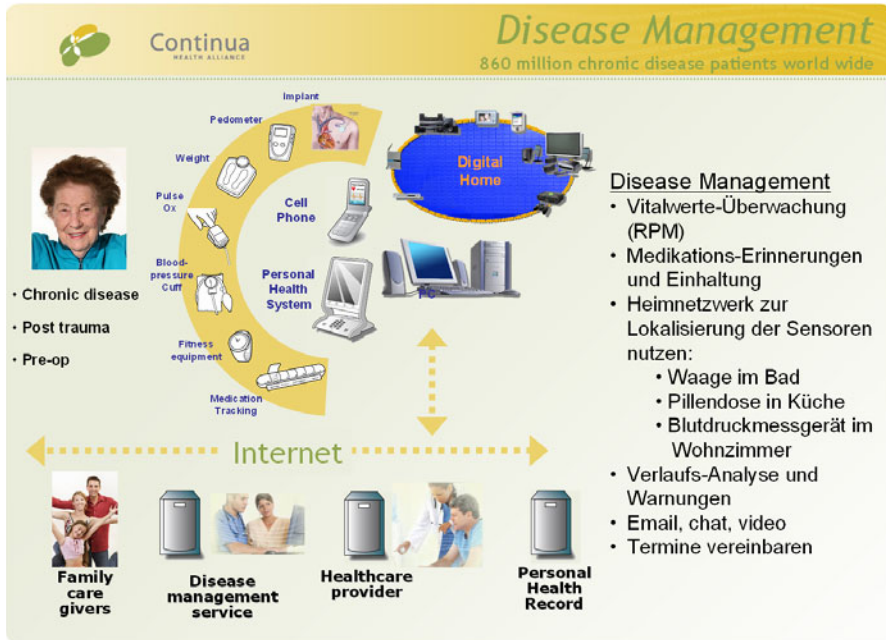 Continua
HEALTH ALLIANCE
Disease Management
860 million chronic disease patients world wide
Implant
Pedometer
Weight
Pulse
Ox
Blood-
pressure
Cuff
Fitness
equipment
Medication
Tracking
Cell
Phone
Personal
Health
System
Digital
Home
PC
• Chronic disease
• Post trauma
• Pre-op
Disease Management
• Vitalwerte-Überwachung
(RPM)
• Medikations-Erinnerungen
und Einhaltung
• Heimnetzwerk zur
Lokalisierung der Sensoren
nutzen:
• Waage im Bad
• Pillendose in Küche
• Blutdruckmessgerät im
Wohnzimmer
• Verlaufs-Analyse und
Warnungen
• Email, chat, video
• Termine vereinbaren
Internet
Family
care
givers
Disease
management
service
Healthcare
provider
Personal
Health
Record